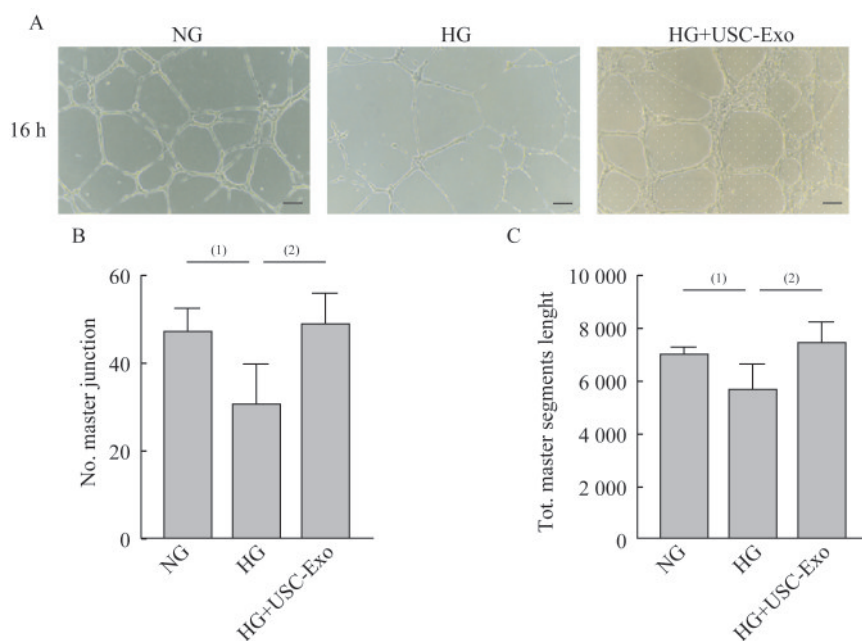 A
NG
HG
HG+USC-Exo
16 h
B
(1)
(2)
60
40
20
0
No. master junction
NG
HG
HG+USC-Exo
C
(1)
(2)
10 000
8 000
6 000
4 000
2 000
0
Tot. master segments lenght
NG
HG
HG+USC-Exo